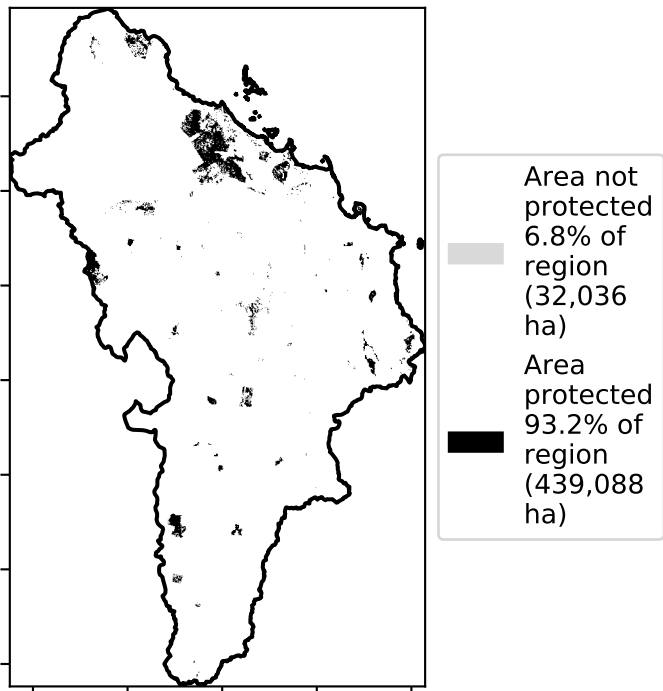 Area not
protected
6.8% of
region
(32,036
ha)
Area
protected
93.2% of
region
(439,088
ha)